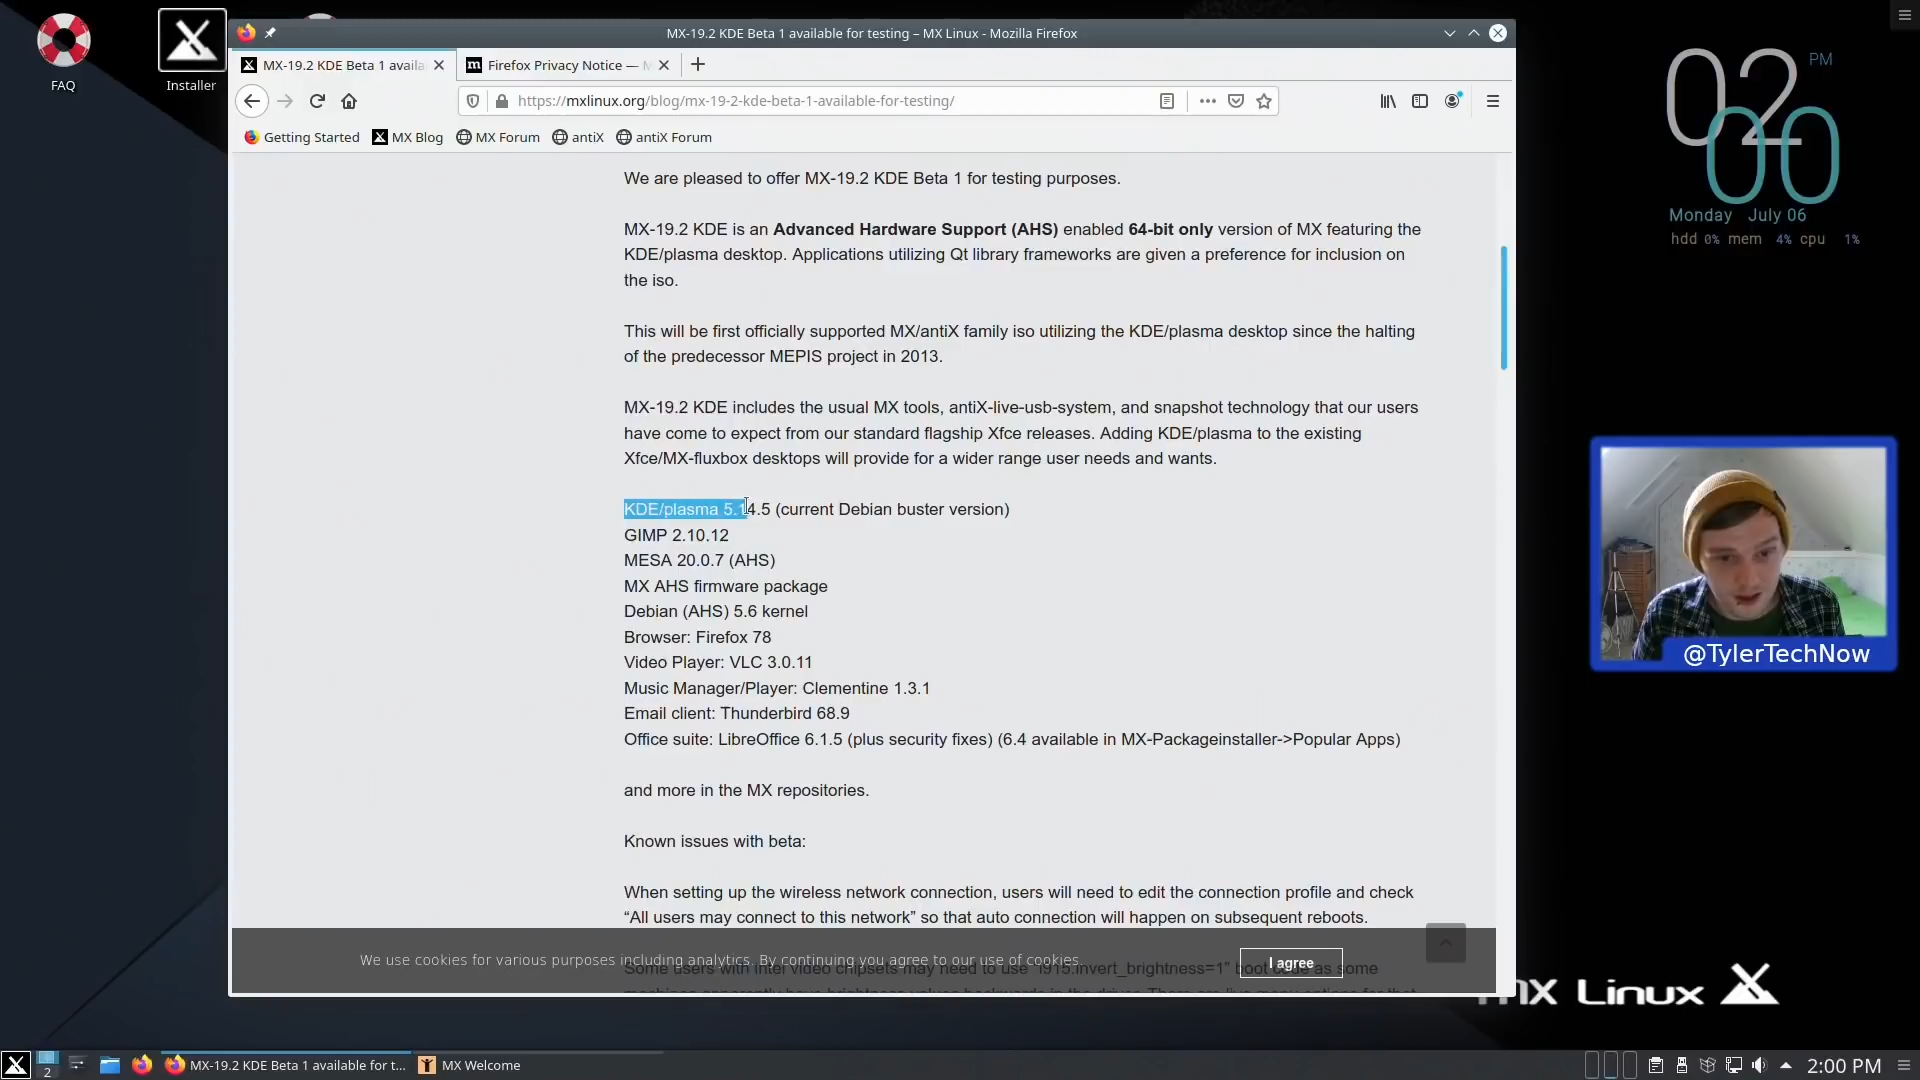 FAQ
Installer
MX-19.2 KDE Beta 1 available for testing – MX Linux - Mozilla Firefox
MX-19.2 KDE Beta 1 availa
Firefox Privacy Notice —
https://mxlinux.org/blog/mx-19-2-kde-beta-1-available-for-testing/
Getting Started
MX Blog
MX Forum
antiX
antiX Forum
We are pleased to offer MX-19.2 KDE Beta 1 for testing purposes.
MX-19.2 KDE is an Advanced Hardware Support (AHS) enabled 64-bit only version of MX featuring the
KDE/plasma desktop. Applications utilizing Qt library frameworks are given a preference for inclusion on
the iso.
This will be first officially supported MX/antiX family iso utilizing the KDE/plasma desktop since the halting
of the predecessor MEPIS project in 2013.
MX-19.2 KDE includes the usual MX tools, antiX-live-usb-system, and snapshot technology that our users
have come to expect from our standard flagship Xfce releases. Adding KDE/plasma to the existing
Xfce/MX-fluxbox desktops will provide for a wider range user needs and wants.
KDE/plasma 5.14.5 (current Debian buster version)
GIMP 2.10.12
MESA 20.0.7 (AHS)
MX AHS firmware package
Debian (AHS) 5.6 kernel
Browser: Firefox 78
Video Player: VLC 3.0.11
Music Manager/Player: Clementine 1.3.1
Email client: Thunderbird 68.9
Office suite: LibreOffice 6.1.5 (plus security fixes) (6.4 available in MX-Packageinstaller->Popular Apps)
and more in the MX repositories.
Known issues with beta:
When setting up the wireless network connection, users will need to edit the connection profile and check
“All users may connect to this network” so that auto connection will happen on subsequent reboots.
We use cookies for various purposes including analytics. By continuing you agree to our use of cookies.
I agree
Some users with Intel video chipsets may need to use “i915.invert_brightness=1” boot code as some
02
PM
00
Monday July 06
hdd 0% mem 4% cpu 1%
@TylerTechNow
MX Linux
2
MX-19.2 KDE Beta 1 available for t...
MX Welcome
2:00 PM